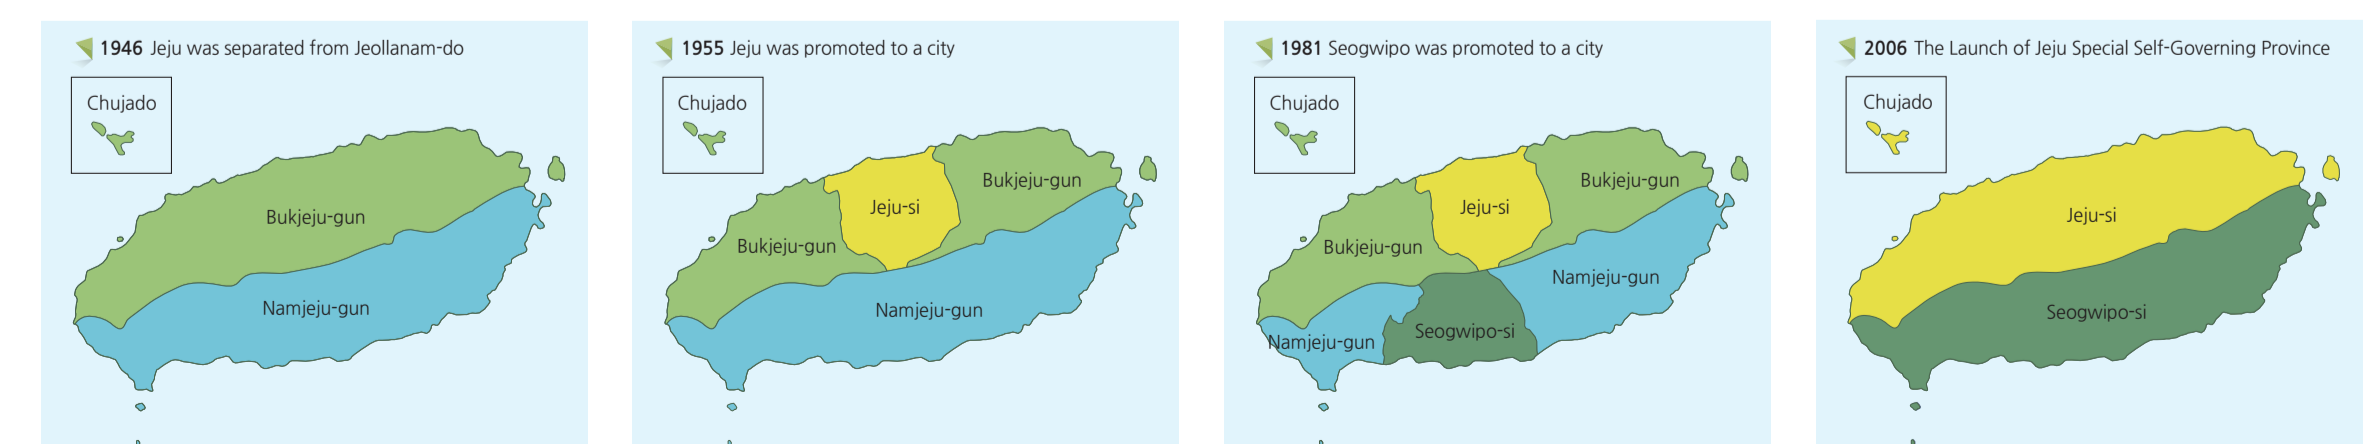 1946 Jeju was separated from Jeollanam-do
Chujado
Bukjeju-gun
Namjeju-gun
1955 Jeju was promoted to a city
Chujado
Bukjeju-gun
Jeju-si
Bukjeju-gun
Namjeju-gun
1981 Seogwipo was promoted to a city
Chujado
Bukjeju-gun
Jeju-si
Bukjeju-gun
Namjeju-gun
Seogwipo-si
Namjeju-gun
2006 The Launch of Jeju Special Self-Governing Province
Chujado
Jeju-si
Seogwipo-si